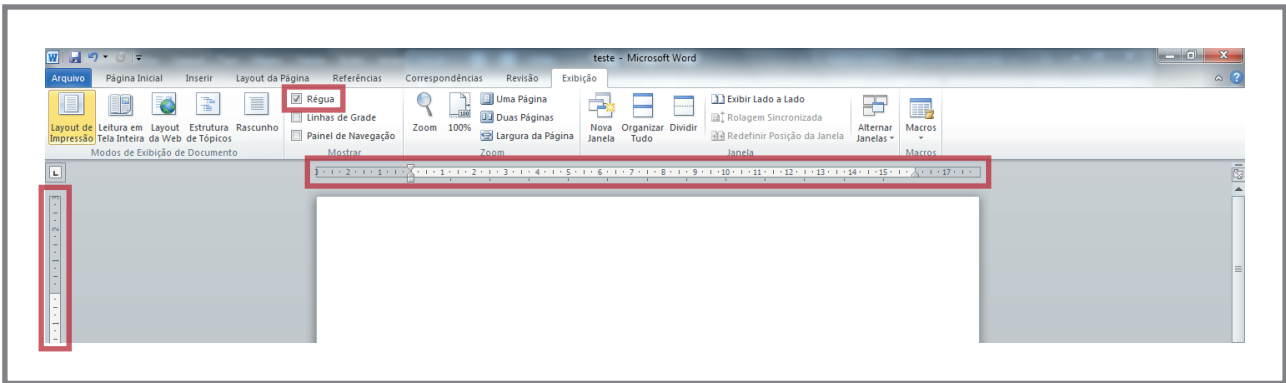 teste - Microsoft Word
Arquivo Página Inicial Inserir Layout da Página Referências Correspondências Revisão Exibição
Layout de Impressão
Leitura em Tela Inteira
Layout da Web
Estrutura de Tópicos
Rascunho
Modos de Exibição de Documento
Régua
Linhas de Grade
Painel de Navegação
Mostrar
Zoom
100%
Uma Página
Duas Páginas
Largura da Página
Zoom
Nova Janela
Organizar Tudo
Dividir
Exibir Lado a Lado
Rolagem Sincronizada
Redefinir Posição da Janela
Alternar Janelas
Janela
Macros
Macros
3 2 1 1 2 3 4 5 6 7 8 9 10 11 12 13 14 15 17
2 1 1